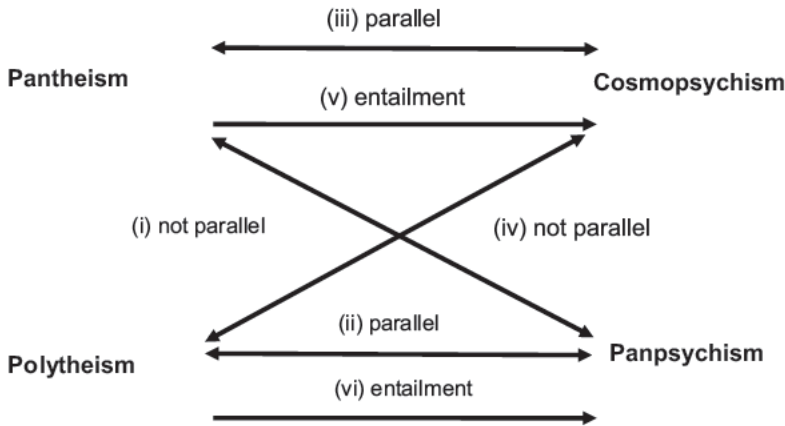 (iii) parallel
Pantheism
Cosmopsychism
(v) entailment
(i) not parallel
(iv) not parallel
(ii) parallel
Polytheism
Panpsychism
(vi) entailment